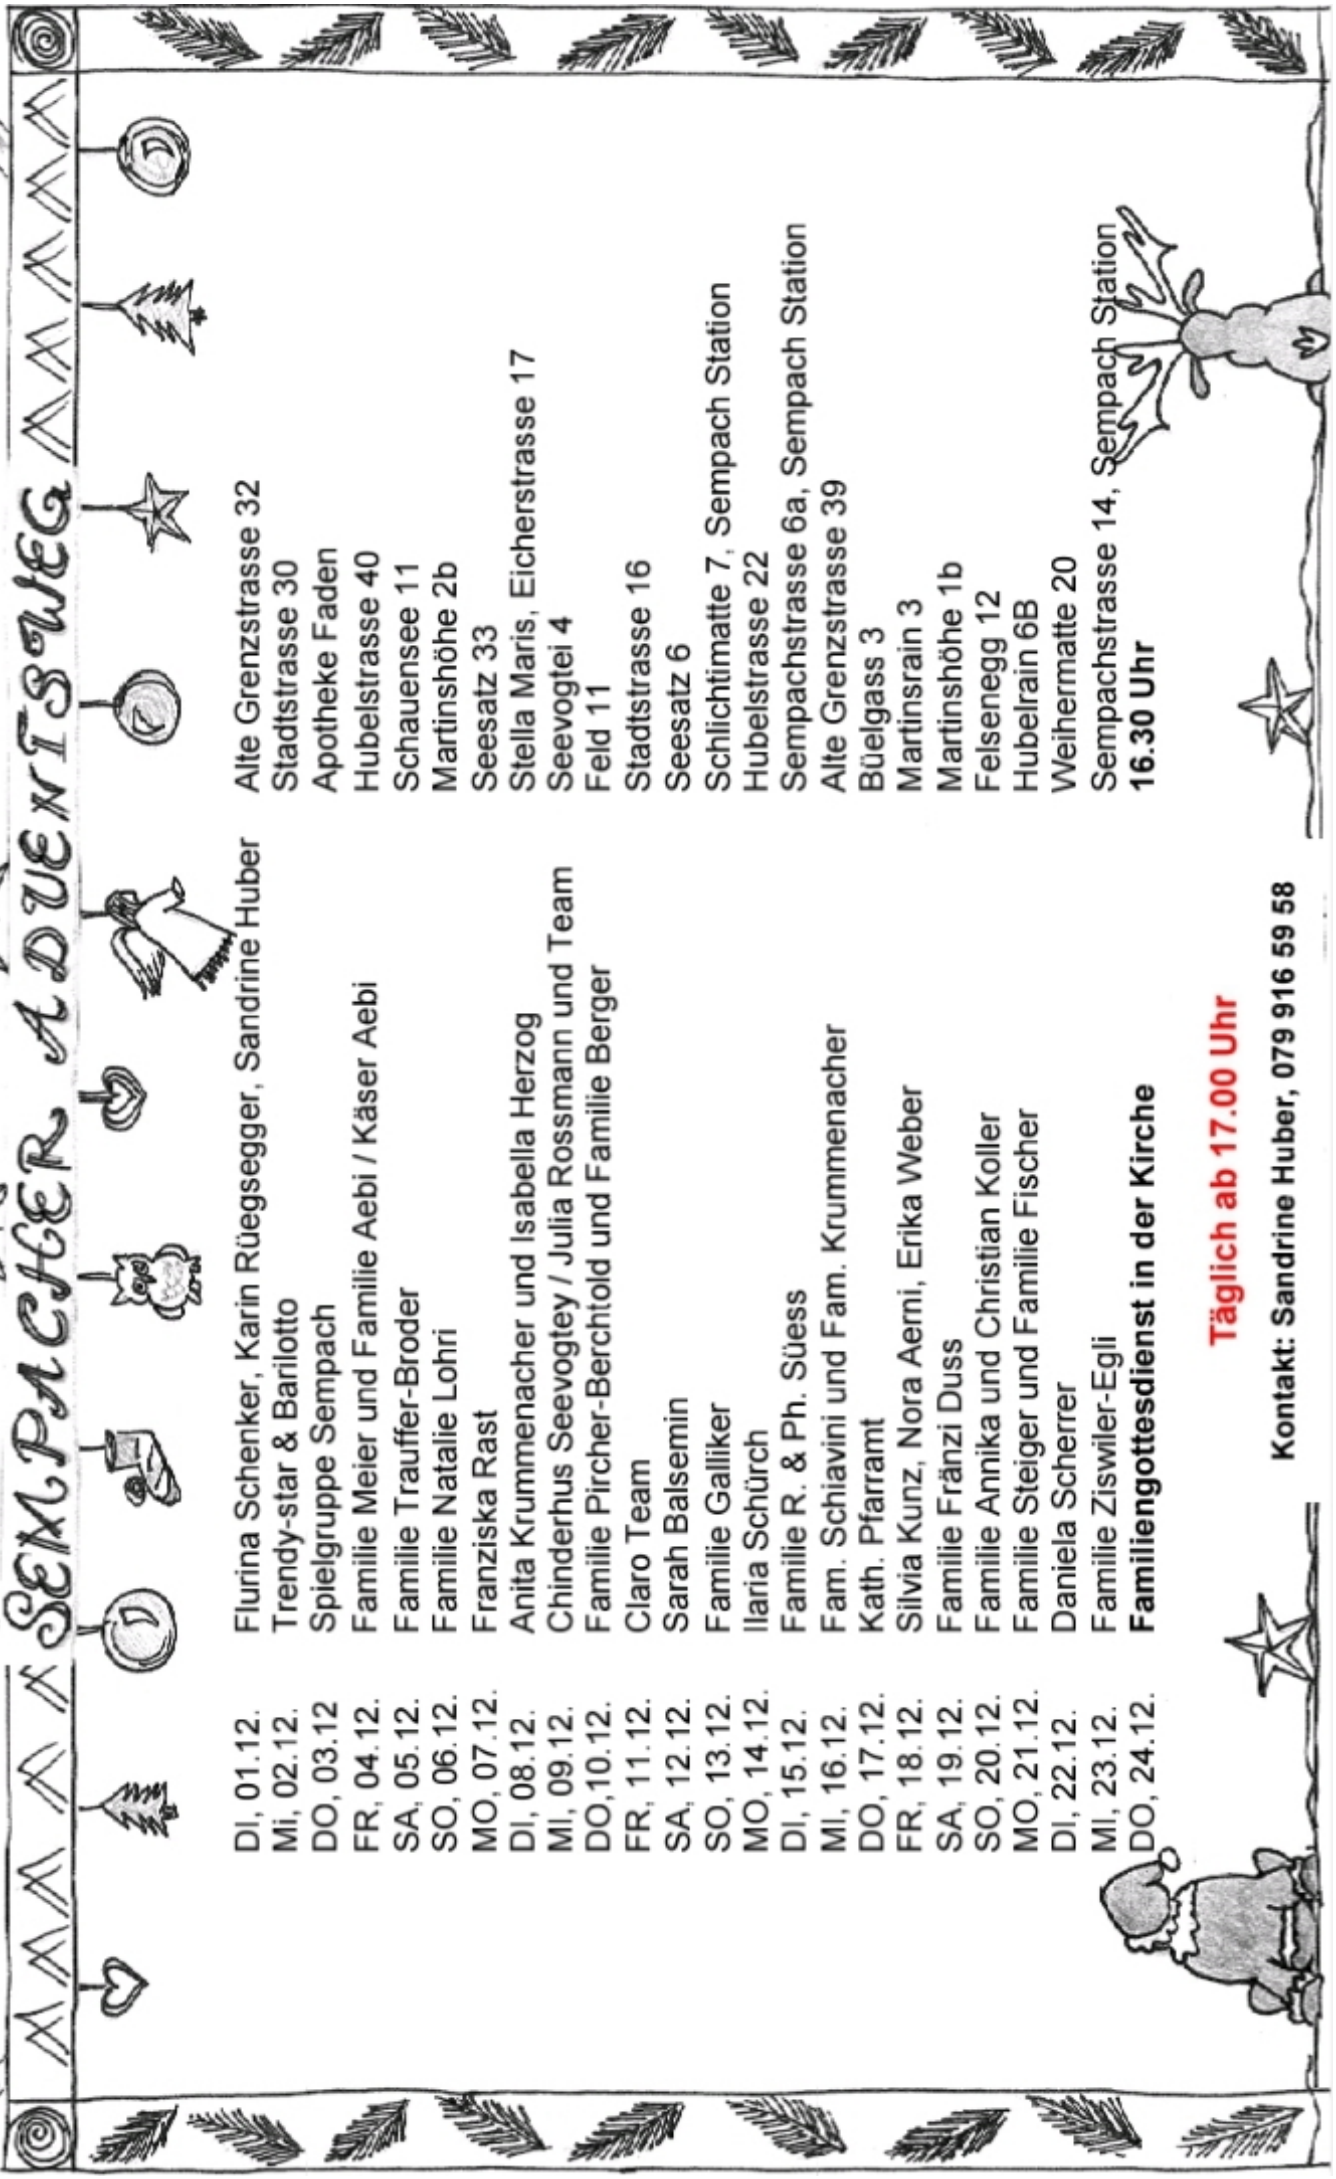 SEMPACHER ADVENTSWEG
DI, 01.12. Flurina Schenker, Karin Rüegsegger, Sandrine Huber Alte Grenzstrasse 32
Mi, 02.12. Trendy-star & Barilotto Stadtstrasse 30
DO, 03.12 Spielgruppe Sempach Apotheke Faden
FR, 04.12. Familie Meier und Familie Aebi / Käser Aebi Hubelstrasse 40
SA, 05.12. Familie Trauffer-Broder Schauensee 11
SO, 06.12. Familie Natalie Lohri Martinshöhe 2b
MO, 07.12. Franziska Rast Seesatz 33
DI, 08.12. Anita Krummenacher und Isabella Herzog Stella Maris, Eicherstrasse 17
MI, 09.12. Chinderhus Seevogtey / Julia Rossmann und Team Seevogtei 4
DO,10.12. Familie Pircher-Berchtold und Familie Berger Feld 11
FR, 11.12. Claro Team Stadtstrasse 16
SA, 12.12. Sarah Balsemin Seesatz 6
SO, 13.12. Familie Galliker Schlichtimatte 7, Sempach Station
MO, 14.12. Ilaria Schürch Hubelstrasse 22
DI, 15.12. Familie R. & Ph. Süess Sempachstrasse 6a, Sempach Station
MI, 16.12. Fam. Schiavini und Fam. Krummenacher Alte Grenzstrasse 39
DO, 17.12. Kath. Pfarramt Büelgass 3
FR, 18.12. Silvia Kunz, Nora Aerni, Erika Weber Martinsrain 3
SA, 19.12. Familie Fränzi Duss Martinshöhe 1b
SO, 20.12. Familie Annika und Christian Koller Felsenegg 12
MO, 21.12. Familie Steiger und Familie Fischer Hubelrain 6B
DI, 22.12. Daniela Scherrer Weihermatte 20
MI, 23.12. Familie Ziswiler-Egli Sempachstrasse 14, Sempach Station
DO, 24.12. Familiengottesdienst in der Kirche 16.30 Uhr
Täglich ab 17.00 Uhr
Kontakt: Sandrine Huber, 079 916 59 58